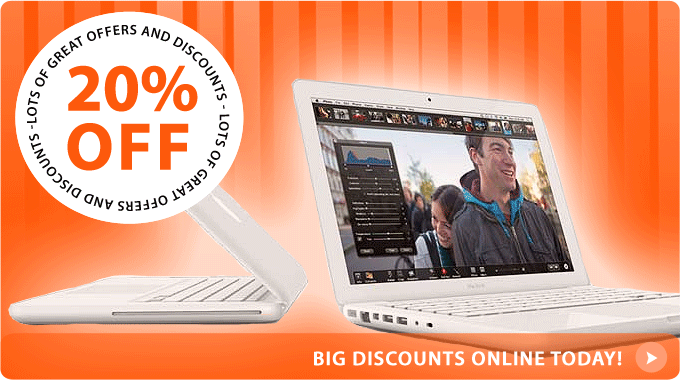 LOTS OF GREAT OFFERS AND DISCOUNTS - LOTS OF GREAT OFFERS AND DISCOUNTS -
20%
OFF
BIG DISCOUNTS ONLINE TODAY!